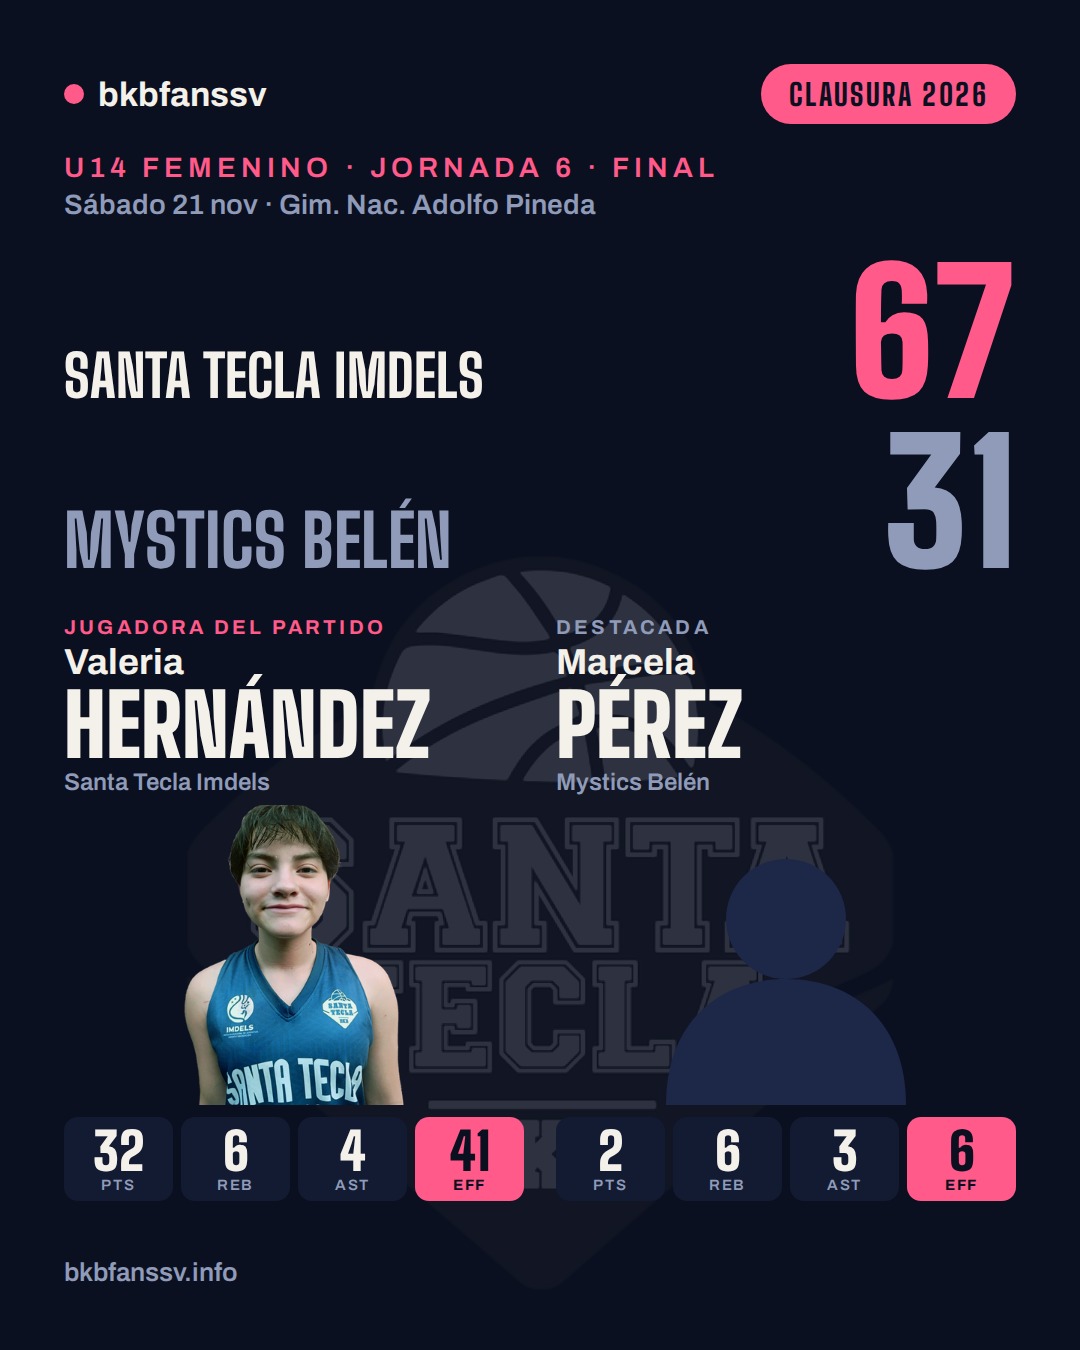 bkbfanssv
CLAUSURA 2026
U14 FEMENINO · JORNADA 6 · FINAL
Sábado 21 nov · Gim. Nac. Adolfo Pineda
SANTA TECLA IMDELS
67
MYSTICS BELÉN
31
JUGADORA DEL PARTIDO
Valeria
HERNÁNDEZ
Santa Tecla Imdels
DESTACADA
Marcela
PÉREZ
Mystics Belén
SANTA
TECLA
IMDELS
SANTA
TECLA
SANTA TECLA
32
PTS
6
REB
4
AST
41
EFF
2
PTS
6
REB
3
AST
6
EFF
bkbfanssv.info